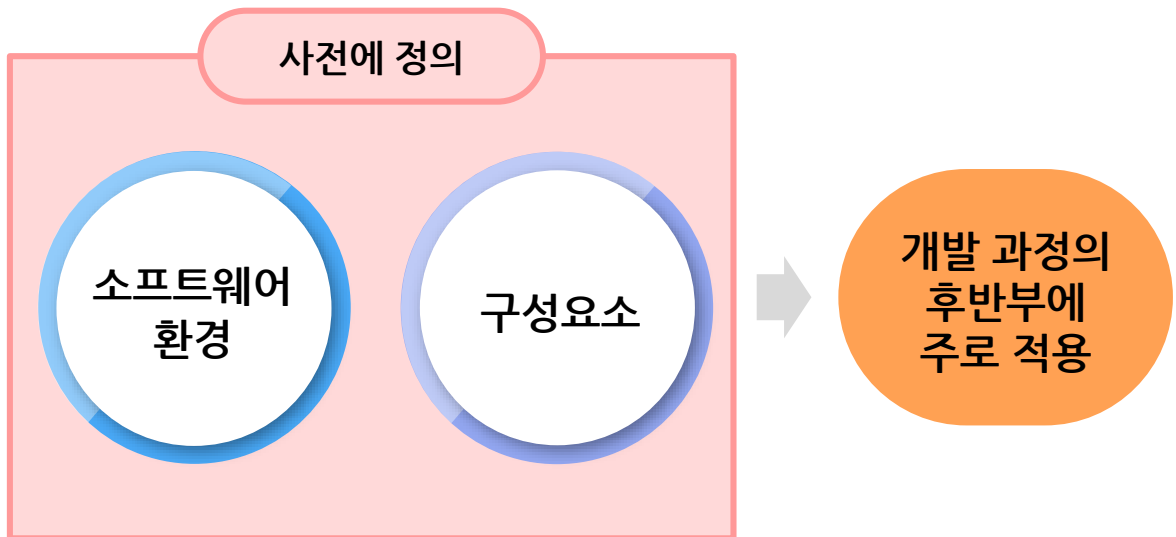 사전에 정의
소프트웨어
환경
구성요소
개발 과정의
후반부에
주로 적용